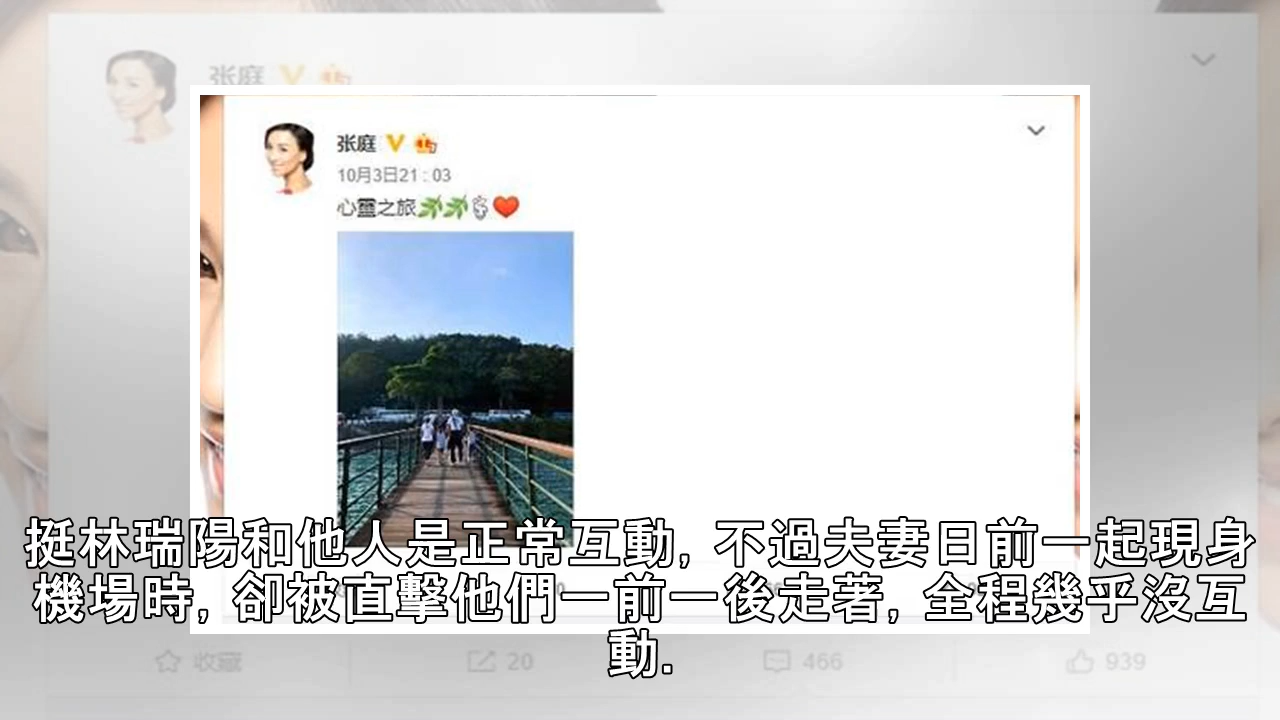 张庭
张庭
10月3日21:03
心靈之旅
挺林瑞陽和他人是正常互動, 不過夫妻日前一起現身
機場時, 卻被直擊他們一前一後走著, 全程幾乎沒互
動.
收藏
20
466
939